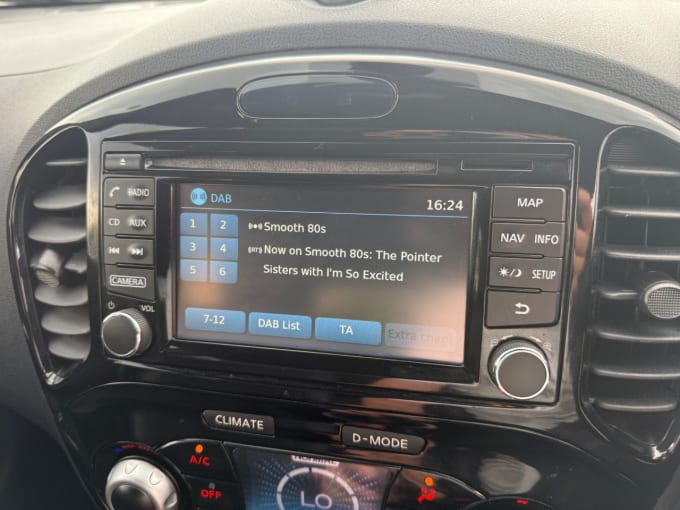 DAB
16:24
1 2
3 4
5 6
Smooth 80s
Now on Smooth 80s: The Pointer
Sisters with I'm So Excited
7-12
DAB List
TA
RADIO
CD AUX
CAMERA
VOL
MAP
NAV INFO
SETUP
CLIMATE
D-MODE
A/C
OFF
LO